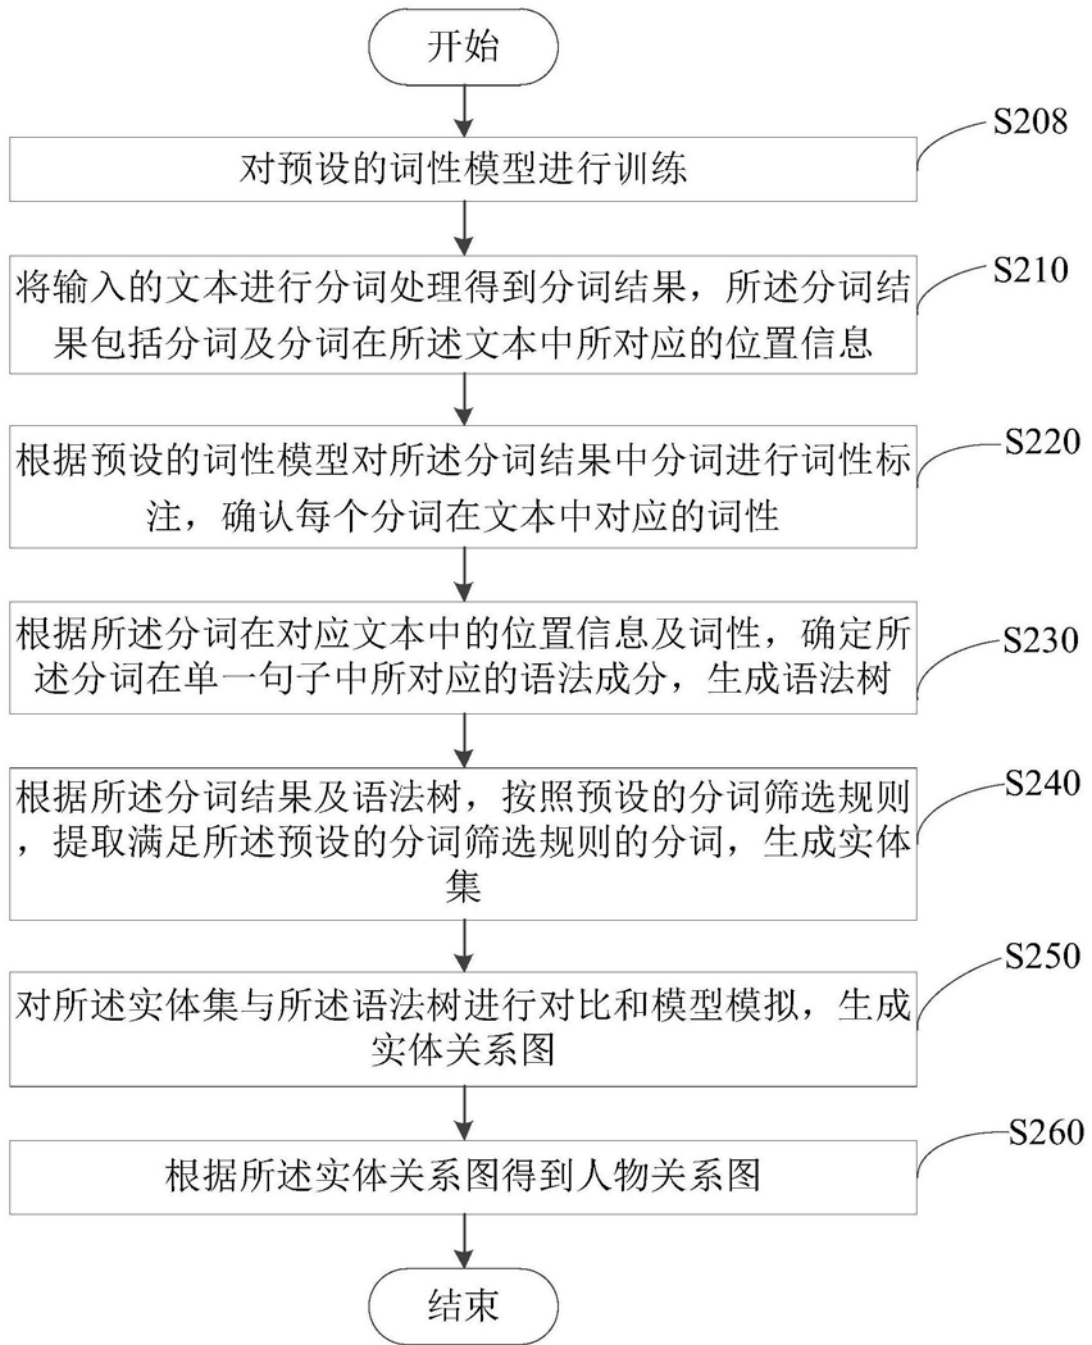 开始
S208
对预设的词性模型进行训练
S210
将输入的文本进行分词处理得到分词结果，所述分词结
果包括分词及分词在所述文本中所对应的位置信息
S220
根据预设的词性模型对所述分词结果中分词进行词性标
注，确认每个分词在文本中对应的词性
S230
根据所述分词在对应文本中的位置信息及词性，确定所
述分词在单一句子中所对应的语法成分，生成语法树
S240
根据所述分词结果及语法树，按照预设的分词筛选规则
，提取满足所述预设的分词筛选规则的分词，生成实体
集
S250
对所述实体集与所述语法树进行对比和模型模拟，生成
实体关系图
S260
根据所述实体关系图得到人物关系图
结束